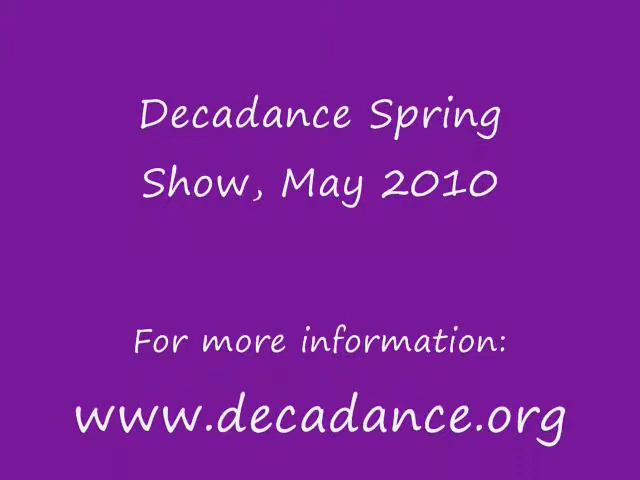 Decadance Spring
Show, May 2010
For more information:
www.decadance.org